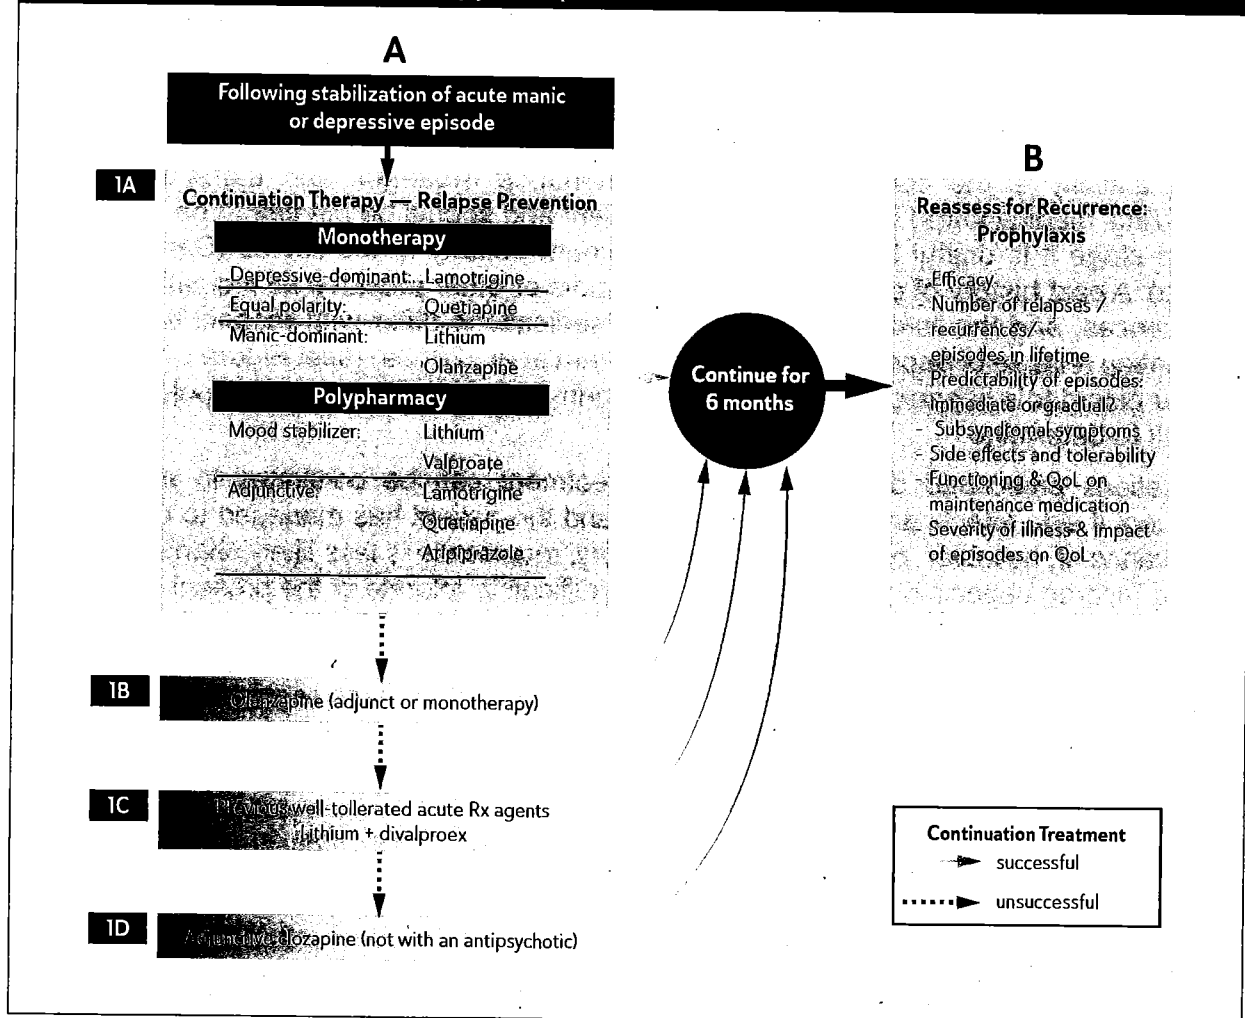 A
Following stabilization of acute manic
or depressive episode
1A
Continuation Therapy — Relapse Prevention
Monotherapy
Depressive-dominant: Lamotrigine
Equal polarity: Quetiapine
Manic-dominant: Lithium
Olanzapine
Polypharmacy
Mood stabilizer: Lithium
Valproate
Adjunctive: Lamotrigine
Quetiapine
Aripiprazole
1B
Olanzapine (adjunct or monotherapy)
1C
Previous well-tollerated acute Rx agents
Lithium + divalproex
1D
Adjunctive clozapine (not with an antipsychotic)
Continue for
6 months
B
Reassess for Recurrence:
Prophylaxis
- Efficacy
- Number of relapses /
recurrences/
episodes in lifetime
- Predictability of episodes:
Immediate or gradual?
- Subsyndromal symptoms
- Side effects and tolerability
- Functioning & QoL on
maintenance medication
- Severity of illness & impact
of episodes on QoL
Continuation Treatment
successful
unsuccessful